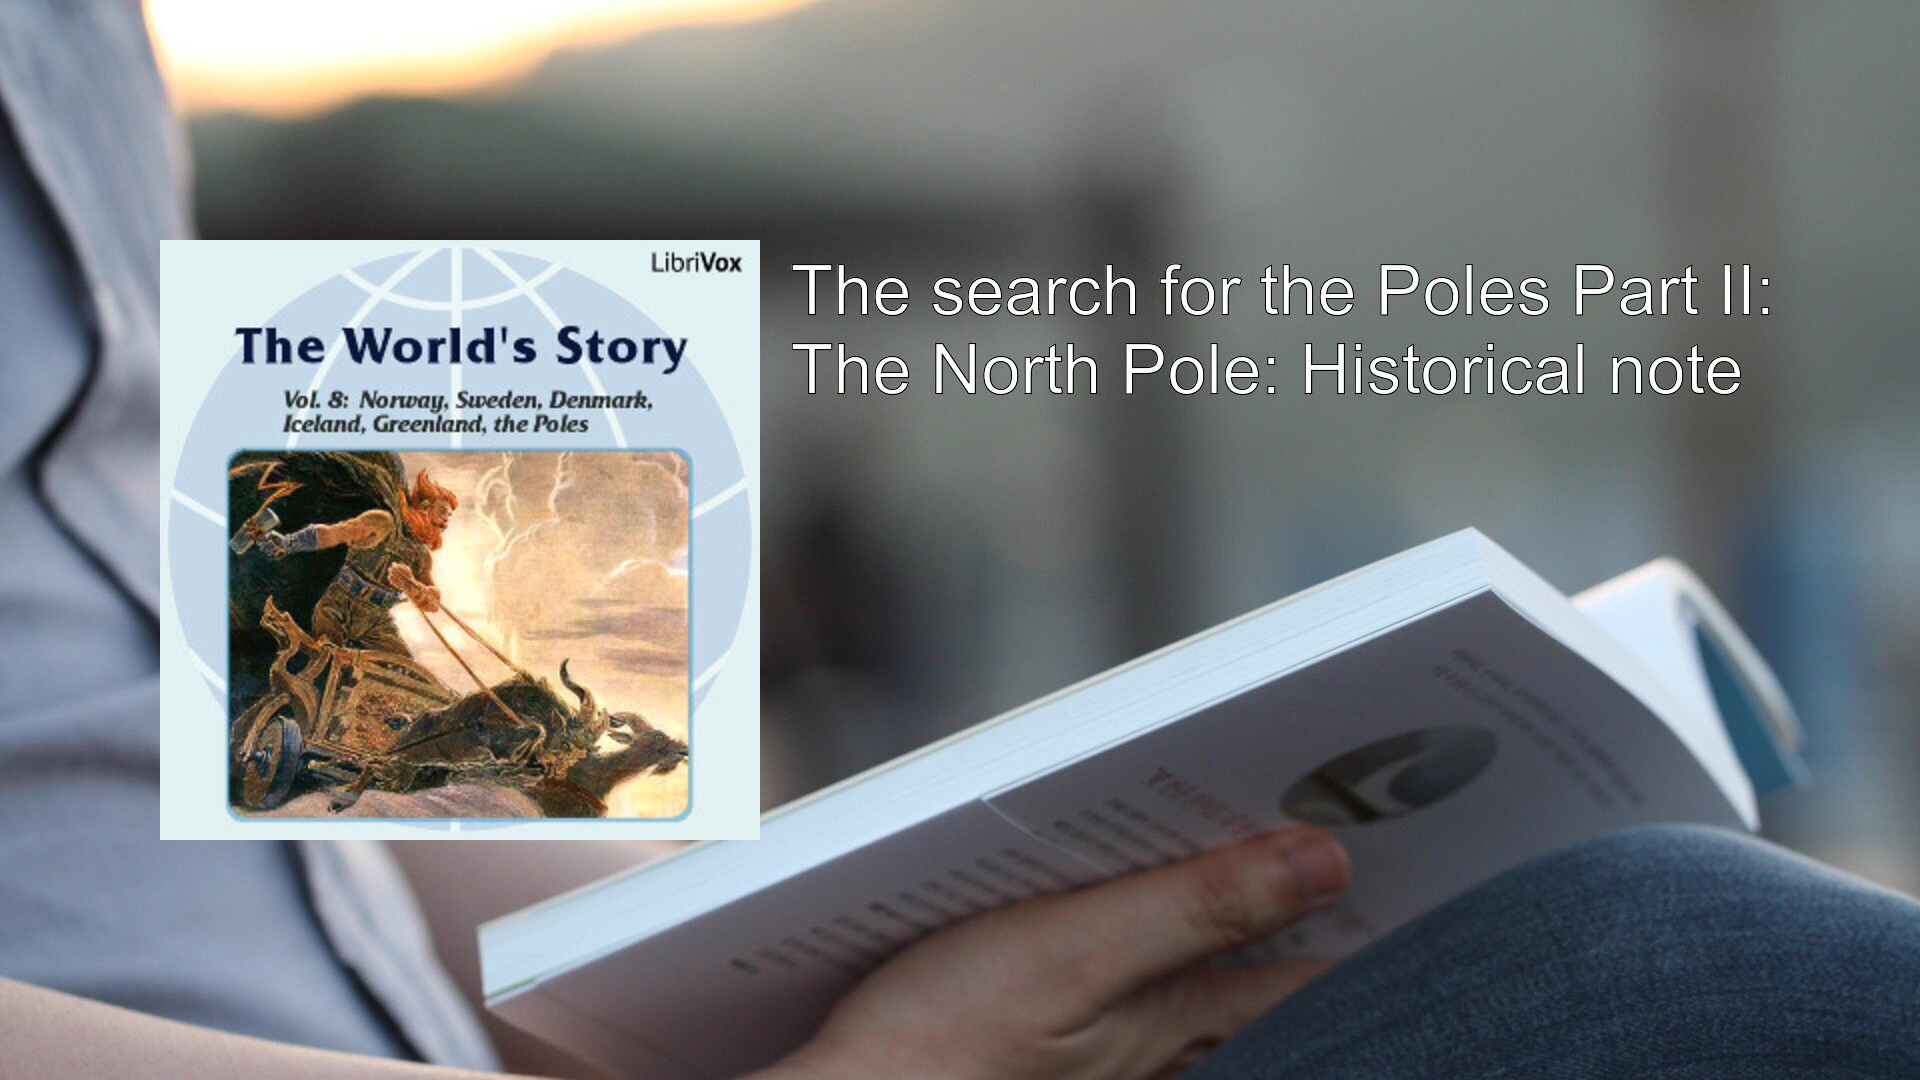 LibriVox
The World's Story
Vol. 8: Norway, Sweden, Denmark,
Iceland, Greenland, the Poles
The search for the Poles Part II:
The North Pole: Historical note